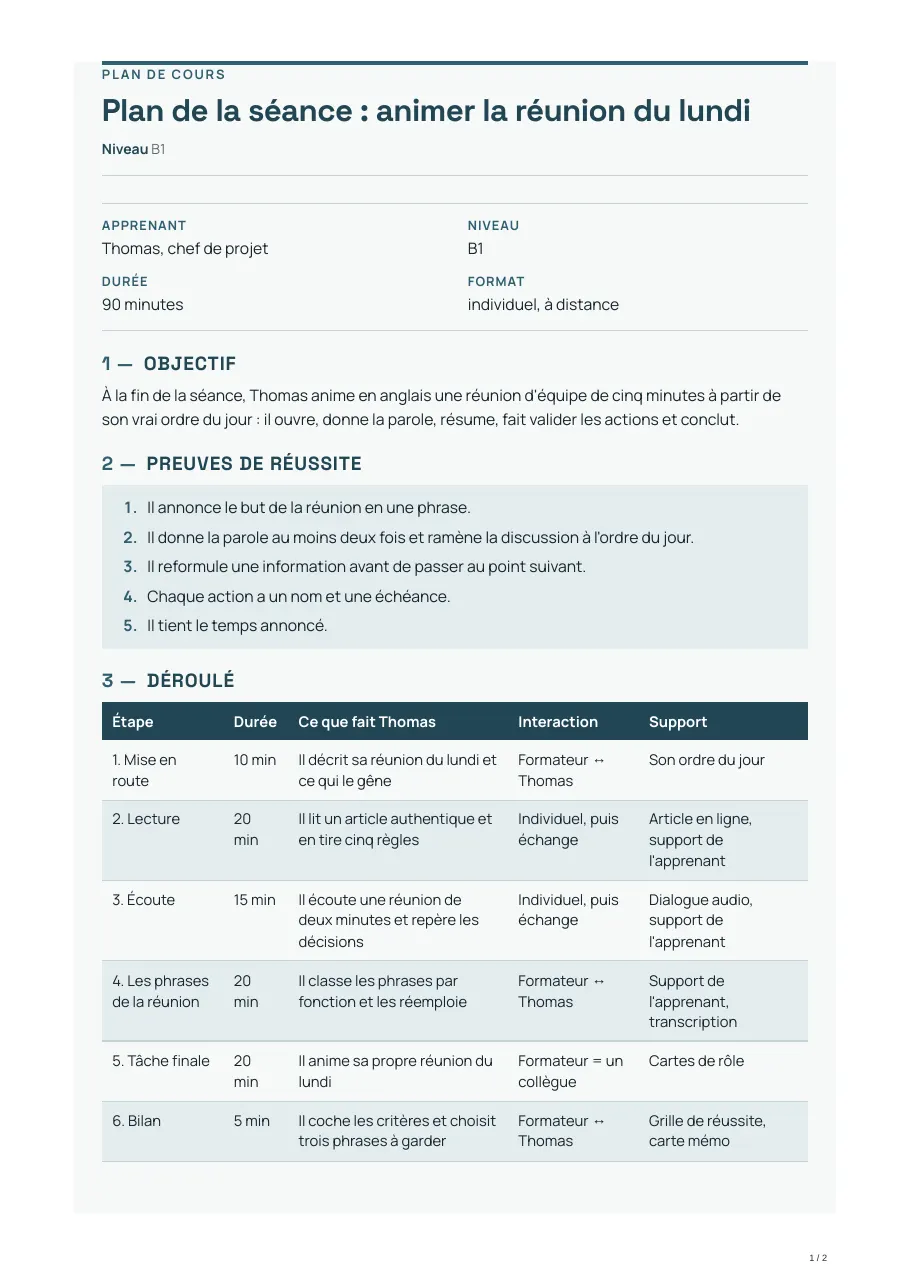 PLAN DE COURS
Plan de la séance : animer la réunion du lundi
Niveau B1
APPRENANT
Thomas, chef de projet
NIVEAU
B1
DURÉE
90 minutes
FORMAT
individuel, à distance
1 — OBJECTIF
À la fin de la séance, Thomas anime en anglais une réunion d'équipe de cinq minutes à partir de
son vrai ordre du jour : il ouvre, donne la parole, résume, fait valider les actions et conclut.
2 — PREUVES DE RÉUSSITE
1. Il annonce le but de la réunion en une phrase.
2. Il donne la parole au moins deux fois et ramène la discussion à l'ordre du jour.
3. Il reformule une information avant de passer au point suivant.
4. Chaque action a un nom et une échéance.
5. Il tient le temps annoncé.
3 — DÉROULÉ
Étape Durée Ce que fait Thomas Interaction Support
1. Mise en
route
10 min
Il décrit sa réunion du lundi et
ce qui le gêne
Formateur ↔
Thomas
Son ordre du jour
2. Lecture
20
min
Il lit un article authentique et
en tire cinq règles
Individuel, puis
échange
Article en ligne,
support de
l'apprenant
3. Écoute
15 min
Il écoute une réunion de
deux minutes et repère les
décisions
Individuel, puis
échange
Dialogue audio,
support de
l'apprenant
4. Les phrases
de la réunion
20
min
Il classe les phrases par
fonction et les réemploie
Formateur ↔
Thomas
Support de
l'apprenant,
transcription
5. Tâche finale
20
min
Il anime sa propre réunion du
lundi
Formateur = un
collègue
Cartes de rôle
6. Bilan
5 min
Il coche les critères et choisit
trois phrases à garder
Formateur ↔
Thomas
Grille de réussite,
carte mémo
1 / 2